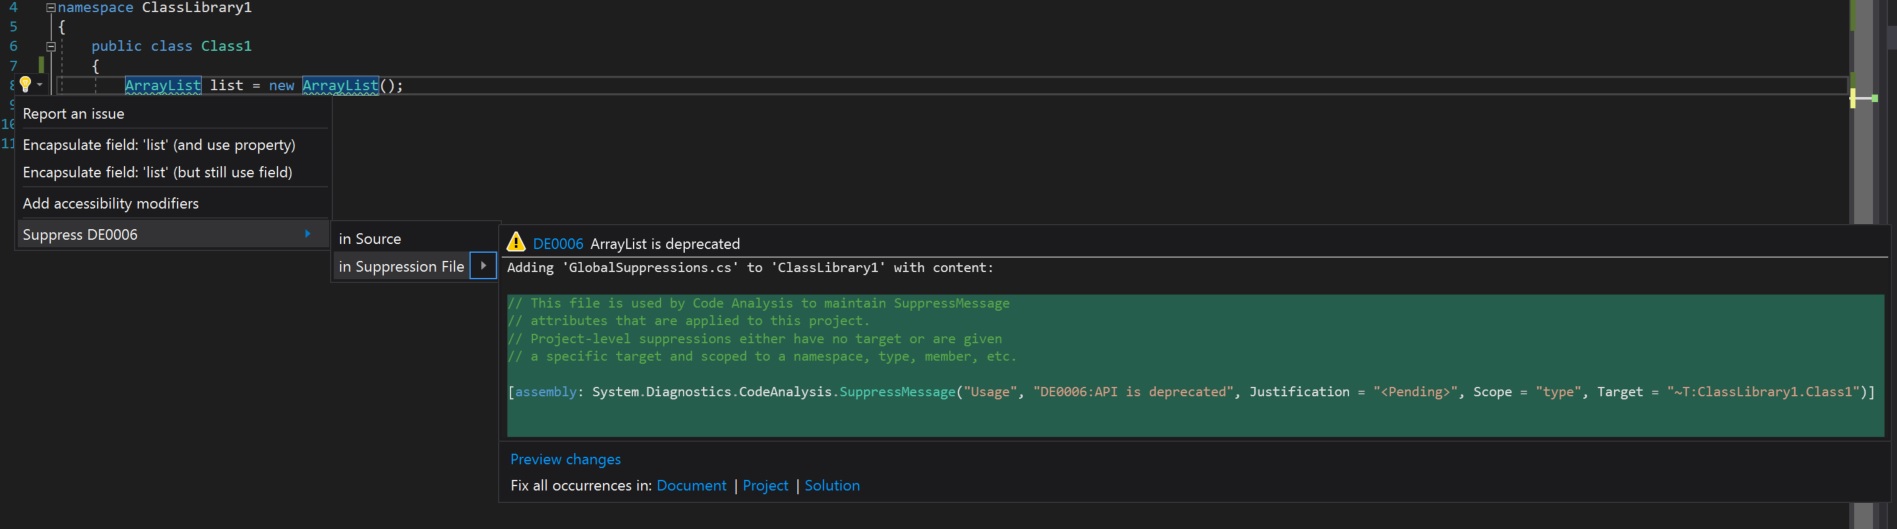 4 namespace ClassLibrary1
5 {
6 public class Class1
7 {
8 ArrayList list = new ArrayList();
9
10
11
Report an issue
Encapsulate field: 'list' (and use property)
Encapsulate field: 'list' (but still use field)
Add accessibility modifiers
Suppress DE0006
in Source
in Suppression File
DE0006 ArrayList is deprecated
Adding 'GlobalSuppressions.cs' to 'ClassLibrary1' with content:
// This file is used by Code Analysis to maintain SuppressMessage
// attributes that are applied to this project.
// Project-level suppressions either have no target or are given
// a specific target and scoped to a namespace, type, member, etc.
[assembly: System.Diagnostics.CodeAnalysis.SuppressMessage("Usage", "DE0006:API is deprecated", Justification = "<Pending>", Scope = "type", Target = "~T:ClassLibrary1.Class1")]
Preview changes
Fix all occurrences in: Document | Project | Solution